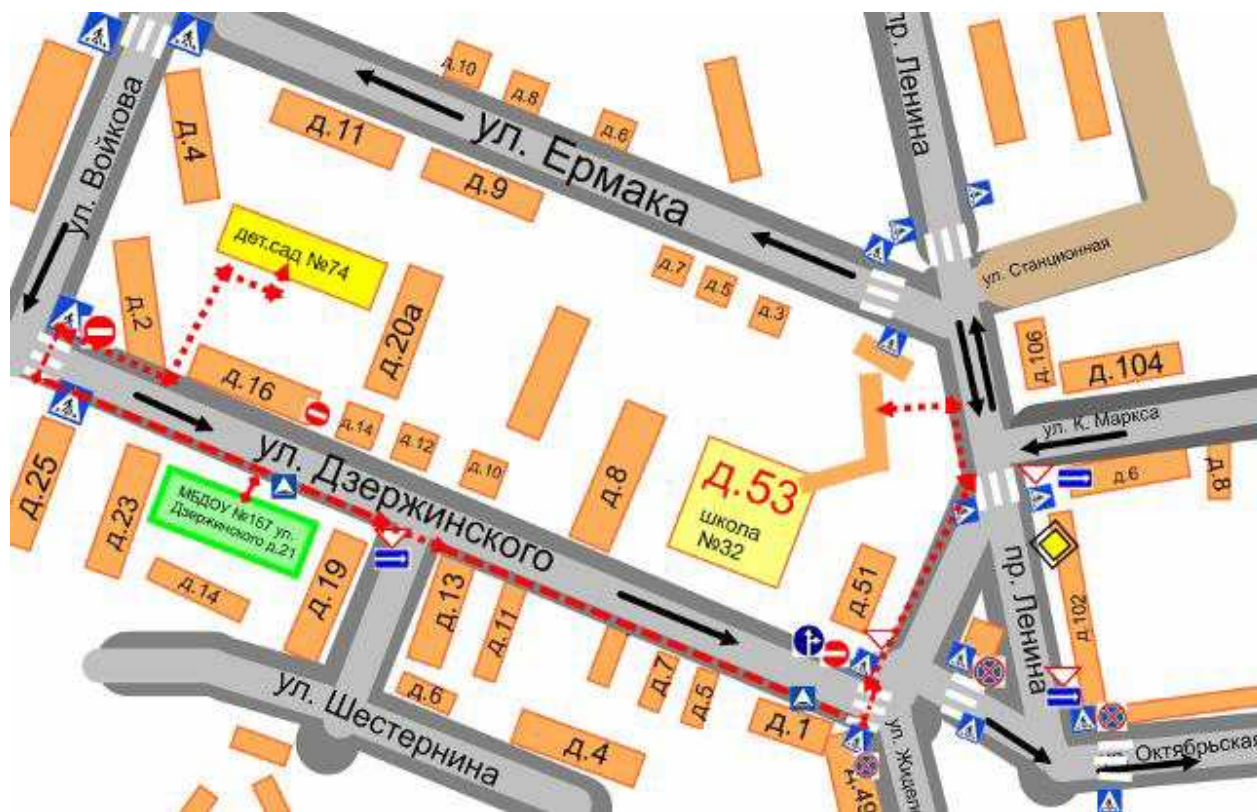 пр. Ленина
д.10
д.8
д.6
д.4
д.11
ул. Ермака
ул. Войкова
д.9
дет.сад №74
ул. Станционная
д.7
д.5
д.3
д.2
д.20а
д.106
д.104
д.16
ул. К. Маркса
д.14
д.12
д.10
д.8
д.53
школа
№32
д.6
д.8
ул. Дзержинского
д.25
д.23
МБДОУ №157 ул.
Дзержинского д.21
д.14
д.19
д.13
д.11
д.51
пр. Ленина
д.102
д.7
д.5
д.6
д.1
ул. Шестернина
д.4
д.49
ул. Октябрьская